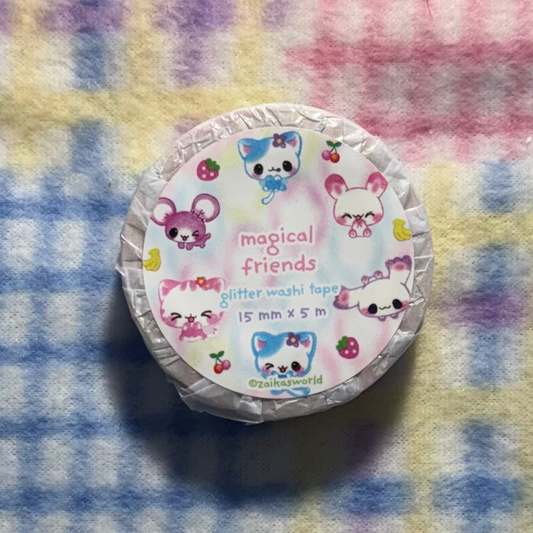 magical
friends
glitter washi tape
15 mm x 5 m
©zaikasworld